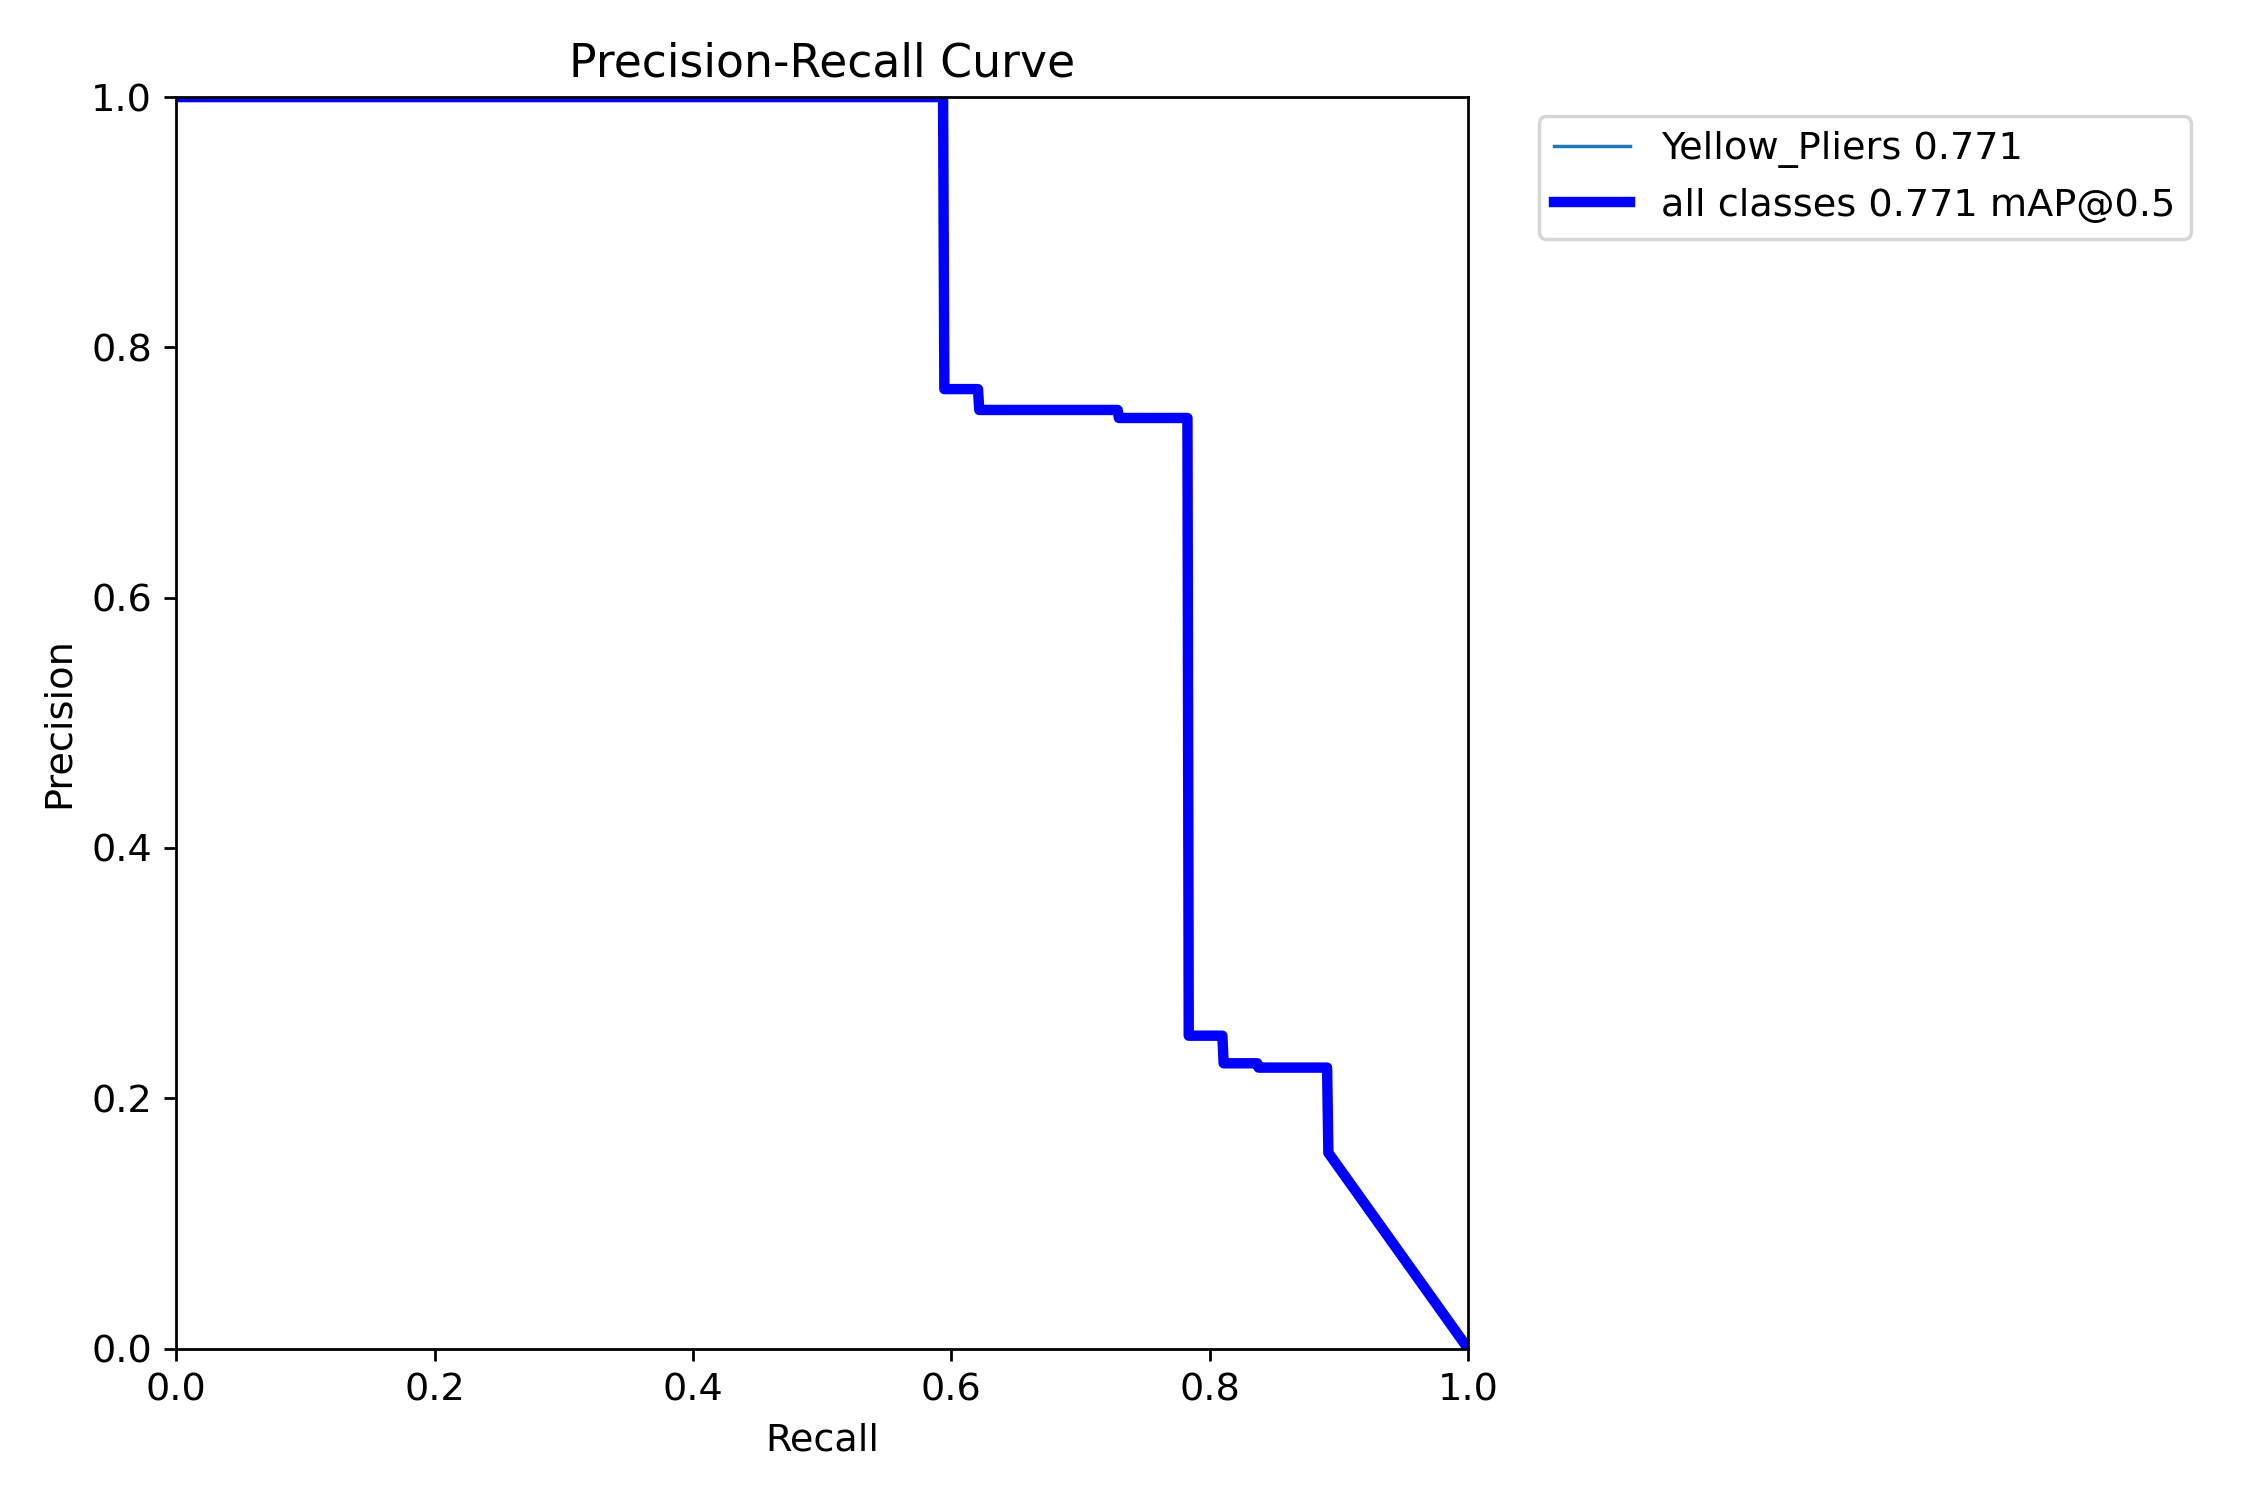 Precision-Recall Curve
Yellow_Pliers 0.771
all classes 0.771 mAP@0.5
Precision
1.0
0.8
0.6
0.4
0.2
0.0
0.0 0.2 0.4 0.6 0.8 1.0
Recall